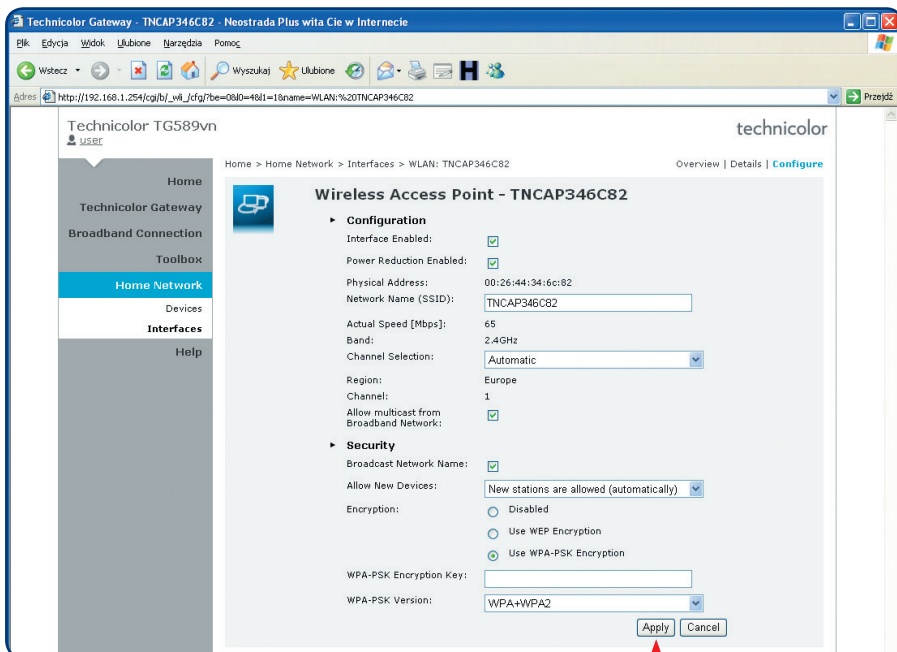 Technicolor Gateway - TNCAP346C82 - Neostrada Plus wita Cie w Internecie
Plik Edycja Widok Ulubione Narzędzia Pomoc
Wstecz Wyszukaj Ulubione H
Adres http://192.168.1.254/cgi/b/_wli_/cfg/?be=0&l0=4&l1=1&name=WLAN:%20TNCAP346C82 Przejdź
Technicolor TG589vn technicolor
user
Home > Home Network > Interfaces > WLAN: TNCAP346C82 Overview | Details | Configure
Home
Technicolor Gateway
Broadband Connection
Toolbox
Home Network
Devices
Interfaces
Help
Wireless Access Point - TNCAP346C82
Configuration
Interface Enabled:
Power Reduction Enabled:
Physical Address: 00:26:44:34:6c:82
Network Name (SSID): TNCAP346C82
Actual Speed [Mbps]: 65
Band: 2.4GHz
Channel Selection: Automatic
Region: Europe
Channel: 1
Allow multicast from
Broadband Network:
Security
Broadcast Network Name:
Allow New Devices: New stations are allowed (automatically)
Encryption: Disabled
Use WEP Encryption
Use WPA-PSK Encryption
WPA-PSK Encryption Key:
WPA-PSK Version: WPA+WPA2
Apply Cancel